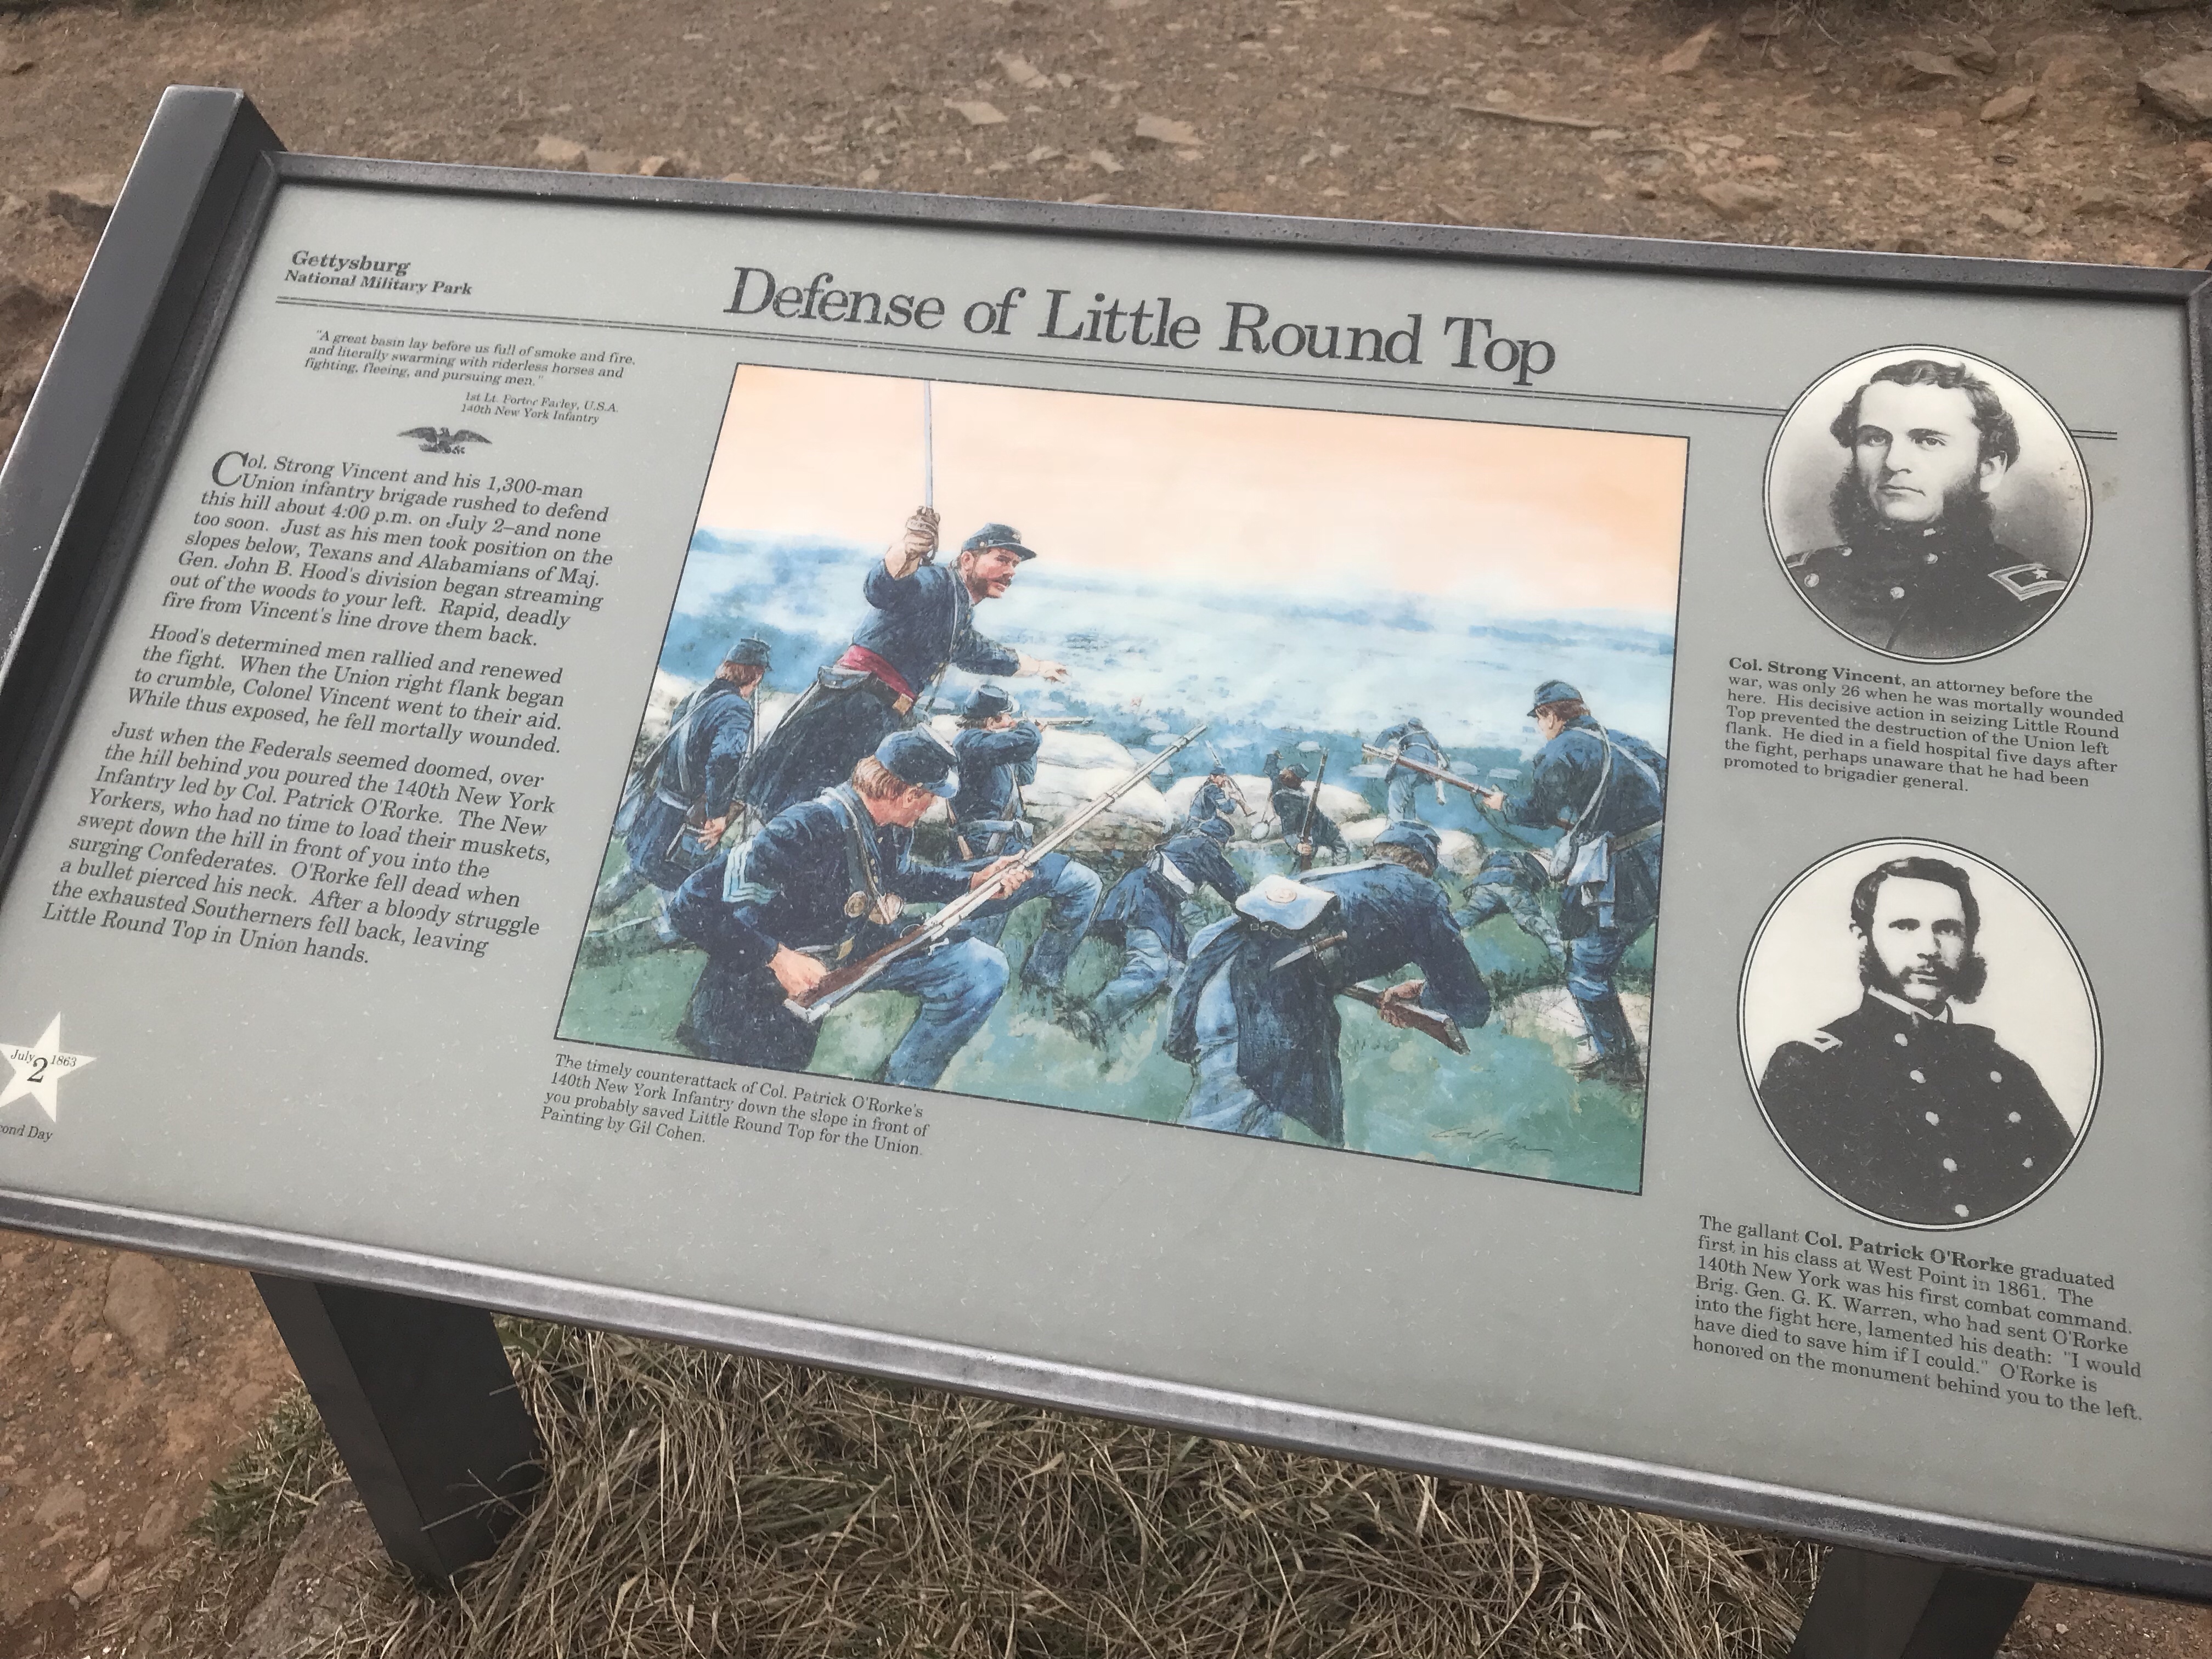 Gettysburg
National Military Park
Defense of Little Round Top
"A great basin lay before us full of smoke and fire,
and literally swarming with riderless horses and
fighting, fleeing, and pursuing men."
1st Lt. Porter Farley, U.S.A.
140th New York Infantry
Col. Strong Vincent and his 1,300-man
Union infantry brigade rushed to defend
this hill about 4:00 p.m. on July 2–and none
too soon. Just as his men took position on the
slopes below, Texans and Alabamians of Maj.
Gen. John B. Hood's division began streaming
out of the woods to your left. Rapid, deadly
fire from Vincent's line drove them back.
Hood's determined men rallied and renewed
the fight. When the Union right flank began
to crumble, Colonel Vincent went to their aid.
While thus exposed, he fell mortally wounded.
Just when the Federals seemed doomed, over
the hill behind you poured the 140th New York
Infantry led by Col. Patrick O'Rorke. The New
Yorkers, who had no time to load their muskets,
swept down the hill in front of you into the
surging Confederates. O'Rorke fell dead when
a bullet pierced his neck. After a bloody struggle
the exhausted Southerners fell back, leaving
Little Round Top in Union hands.
July 2 1863
ond Day
The timely counterattack of Col. Patrick O'Rorke's
140th New York Infantry down the slope in front of
you probably saved Little Round Top for the Union.
Painting by Gil Cohen.
Col. Strong Vincent, an attorney before the
war, was only 26 when he was mortally wounded
here. His decisive action in seizing Little Round
Top prevented the destruction of the Union left
flank. He died in a field hospital five days after
the fight, perhaps unaware that he had been
promoted to brigadier general.
The gallant Col. Patrick O'Rorke graduated
first in his class at West Point in 1861. The
140th New York was his first combat command.
Brig. Gen. G. K. Warren, who had sent O'Rorke
into the fight here, lamented his death: "I would
have died to save him if I could." O'Rorke is
honored on the monument behind you to the left.